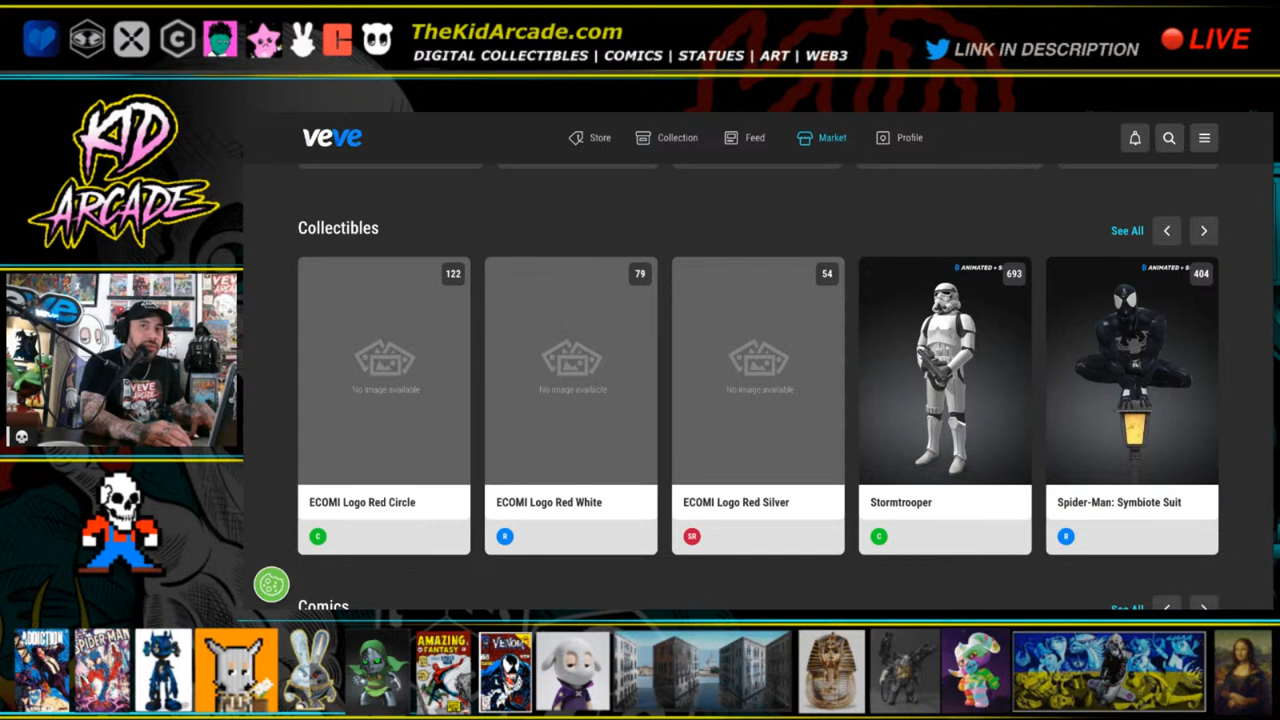 TheKidArcade.com
DIGITAL COLLECTIBLES | COMICS | STATUES | ART | WEB3
LINK IN DESCRIPTION
LIVE
KID
ARCADE
veve
Store
Collection
Feed
Market
Profile
Collectibles
See All
122
79
54
693
404
ANIMATED + S
ANIMATED + S
No image available
No image available
No image available
ECOMI Logo Red Circle
ECOMI Logo Red White
ECOMI Logo Red Silver
Stormtrooper
Spider-Man: Symbiote Suit
C
R
SR
C
R
Comics
See All
VEVE
ARCADE
ADDICTION
SPIDER-MAN
AMAZING
VENOM